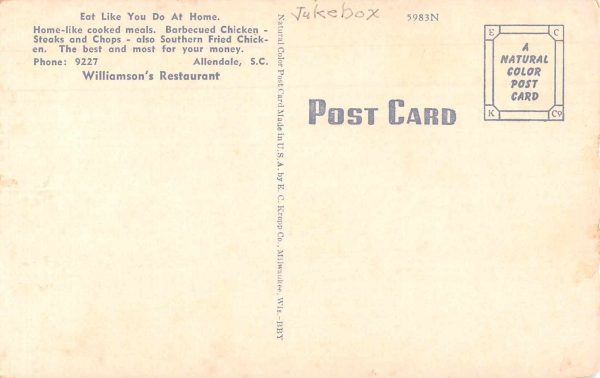 Eat Like You Do At Home.
Home-like cooked meals. Barbecued Chicken -
Steaks and Chops - also Southern Fried Chick-
en. The best and most for your money.
Phone: 9227 Allendale, S.C.
Williamson's Restaurant
Natural Color Post Card Made in U.S.A. by E. C. Kropp Co., Milwaukee, Wis.-BBY
Jukebox
5983N
POST CARD
E C
A
NATURAL
COLOR
POST
CARD
K Co